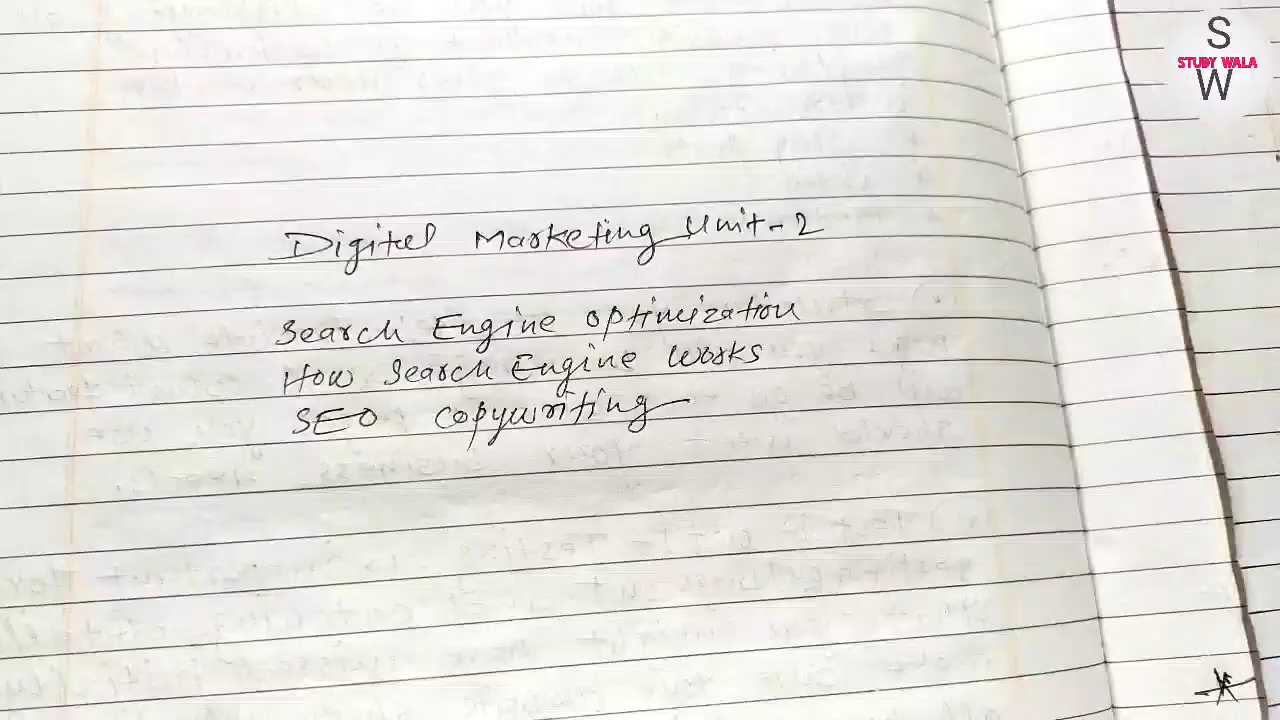 S
STUDY WALA
W
Digital Marketing Unit-2
Search Engine optimization
How Search Engine works
SEO copywriting